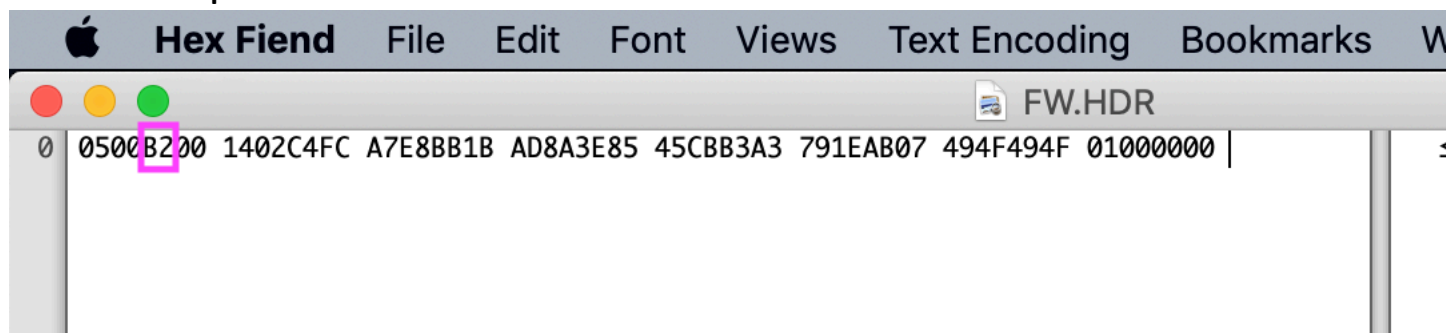 Hex Fiend File Edit Font Views Text Encoding Bookmarks
FW.HDR
0 0500B200 1402C4FC A7E8BB1B AD8A3E85 45CBB3A3 791EAB07 494F494F 01000000